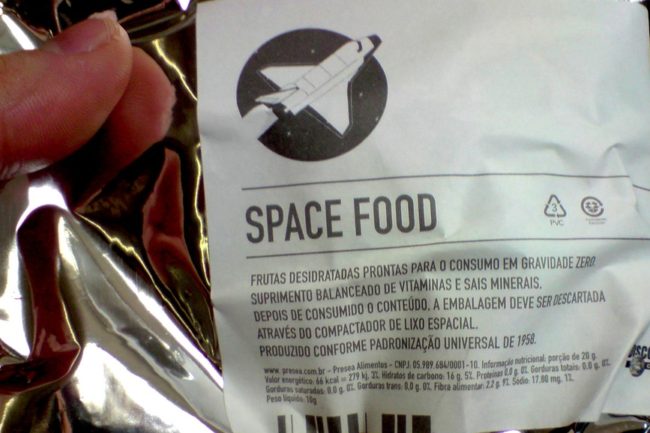 SPACE FOOD
3
PVC
FRUTAS DESIDRATADAS PRONTAS PARA O CONSUMO EM GRAVIDADE ZERO.
SUPRIMENTO BALANCEADO DE VITAMINAS E SAIS MINERAIS.
DEPOIS DE CONSUMIDO O CONTEÚDO, A EMBALAGEM DEVE SER DESCARTADA
ATRAVÉS DO COMPACTADOR DE LIXO ESPACIAL.
PRODUZIDO CONFORME PADRONIZAÇÃO UNIVERSAL DE 1958.
www.presea.com.br - Presea Alimentos - CNPJ: 05.989.684/0001-10. Informação nutricional: porção de 20 g.
Valor energético: 66 kcal = 279 kj, 3%. Hidratos de carbono: 16 g, 5%. Proteínas 0,0 g, 0%. Gorduras totais: 0,0 g, 0%.
Gorduras saturadas: 0,0 g, 0%. Gorduras trans: 0,0 g, 0%. Fibra alimentar: 2,2 g, 9%. Sódio: 17,80 mg, 1%.
Peso líquido: 10g
DISCO